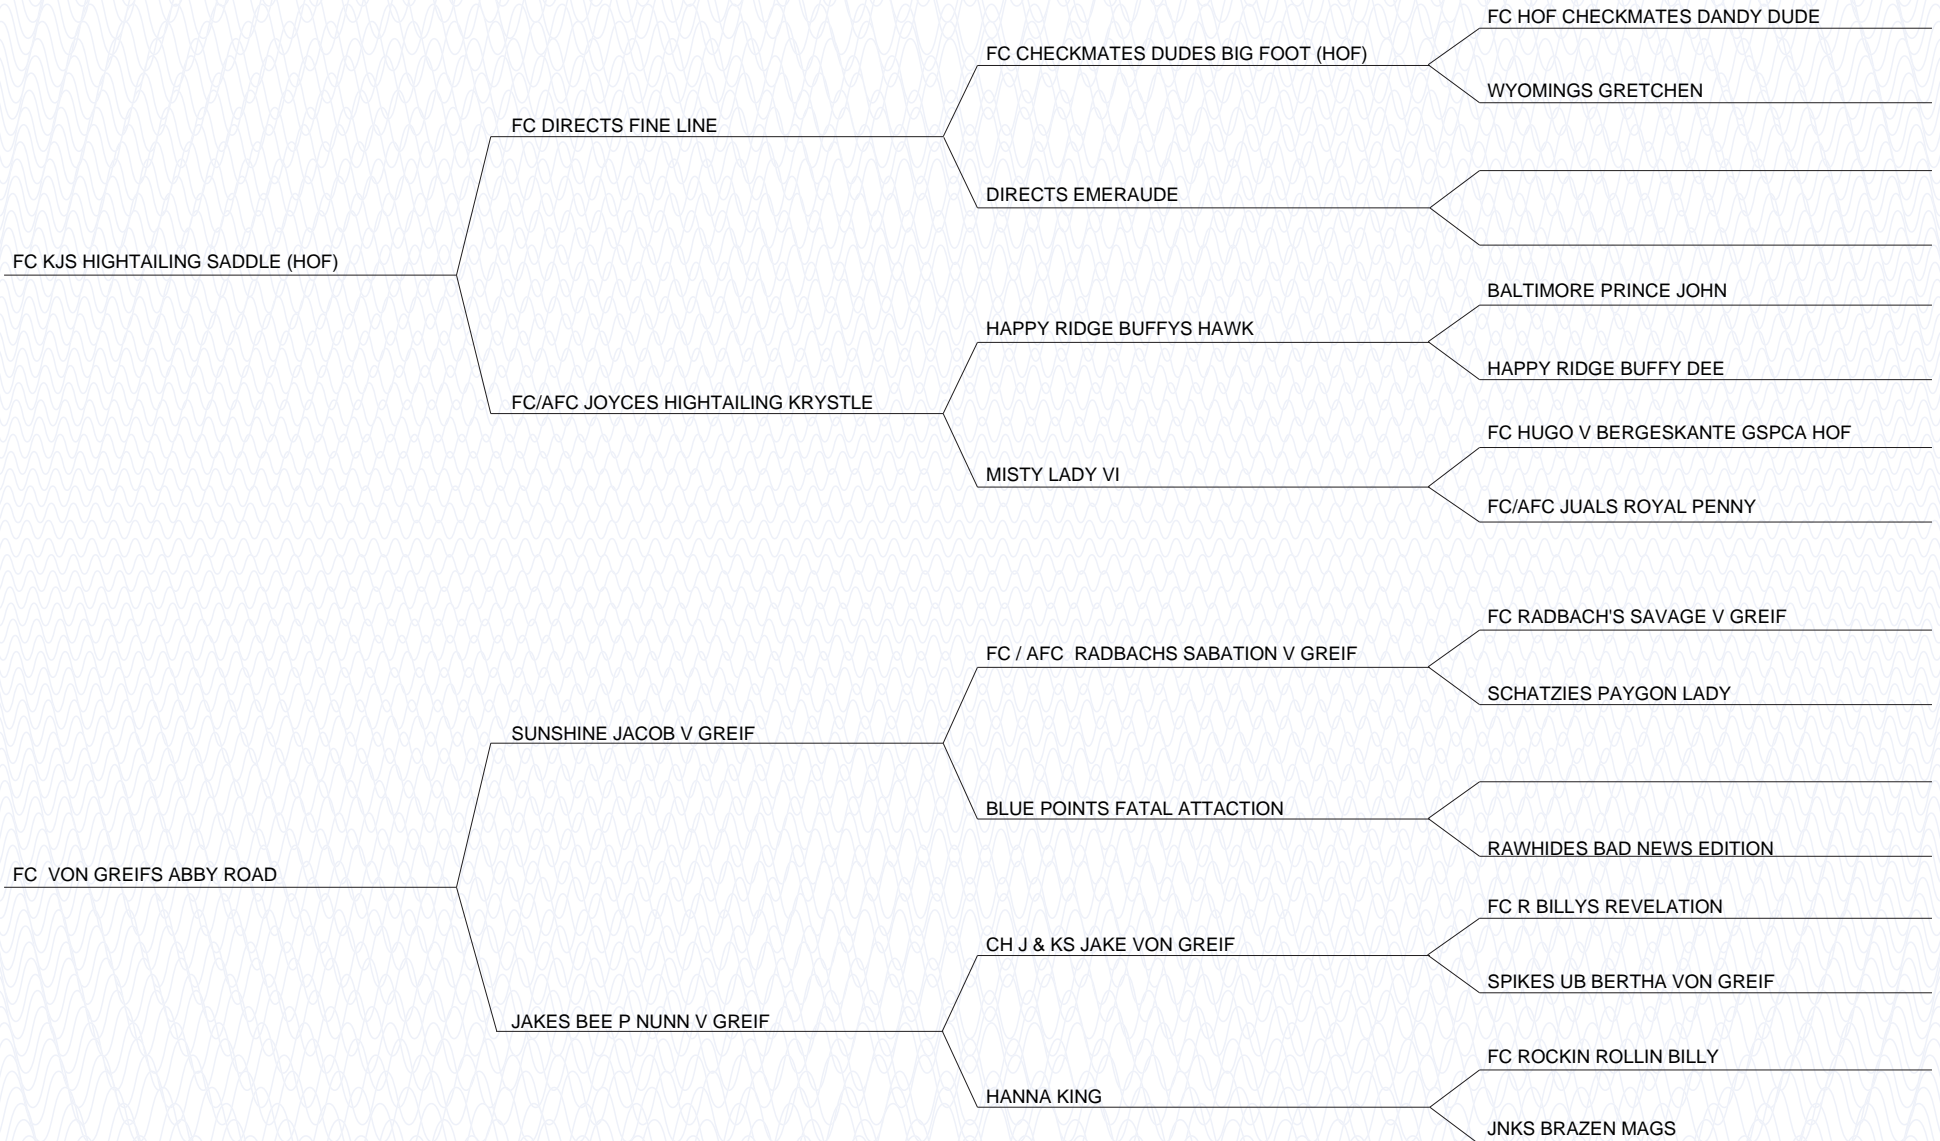 FC HOF CHECKMATES DANDY DUDE
FC CHECKMATES DUDES BIG FOOT (HOF)
WYOMINGS GRETCHEN
FC DIRECTS FINE LINE
DIRECTS EMERAUDE
FC KJS HIGHTAILING SADDLE (HOF)
BALTIMORE PRINCE JOHN
HAPPY RIDGE BUFFYS HAWK
HAPPY RIDGE BUFFY DEE
FC/AFC JOYCES HIGHTAILING KRYSTLE
FC HUGO V BERGESKANTE GSPCA HOF
MISTY LADY VI
FC/AFC JUALS ROYAL PENNY
FC RADBACH'S SAVAGE V GREIF
FC / AFC  RADBACHS SABATION V GREIF
SCHATZIES PAYGON LADY
SUNSHINE JACOB V GREIF
BLUE POINTS FATAL ATTACTION
RAWHIDES BAD NEWS EDITION
FC  VON GREIFS ABBY ROAD
FC R BILLYS REVELATION
CH J & KS JAKE VON GREIF
SPIKES UB BERTHA VON GREIF
JAKES BEE P NUNN V GREIF
FC ROCKIN ROLLIN BILLY
HANNA KING
JNKS BRAZEN MAGS